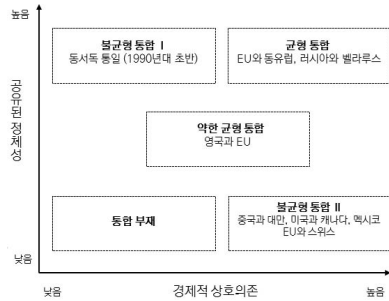 높음
불균형 통합 Ⅰ
동서독 통일 (1990년대 초반)
균형 통합
EU와 동유럽, 러시아와 벨라루스
공유된 정체성
약한 균형 통합
영국과 EU
통합 부재
불균형 통합 Ⅱ
중국과 대만, 미국과 캐나다, 멕시코
EU와 스위스
낮음
낮음
경제적 상호의존
높음